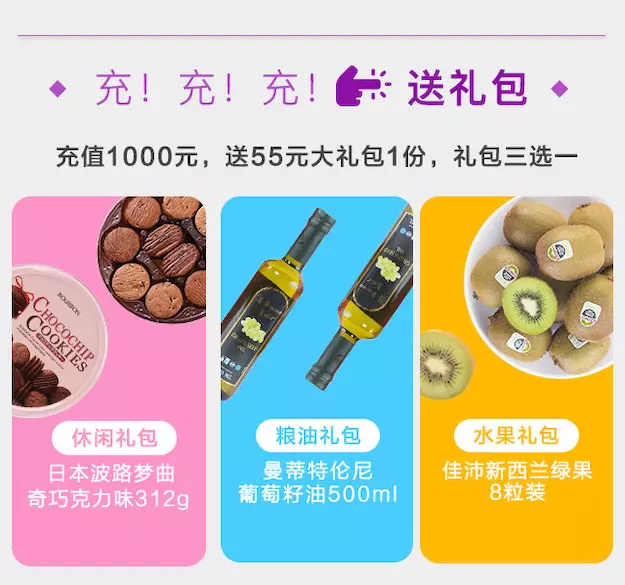 充！充！充！送礼包
充值1000元，送55元大礼包1份，礼包三选一
BOURBON
CHOCOCHIP
COOKIES
休闲礼包
日本波路梦曲
奇巧克力味312g
粮油礼包
曼蒂特伦尼
葡萄籽油500ml
水果礼包
佳沛新西兰绿果
8粒装